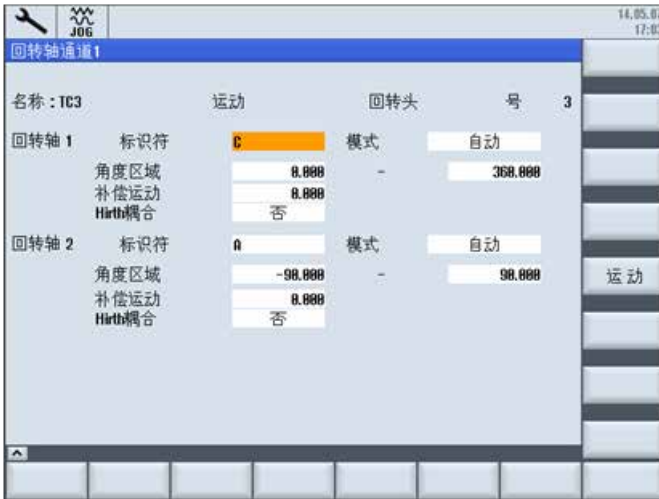 JOG
14.05.0
17:0
回转轴通道1
名称：TC3 运动 回转头 号 3
回转轴 1 标识符 C 模式 自动
角度区域 0.000 - 360.000
补偿运动 0.000
Hirth耦合 否
回转轴 2 标识符 A 模式 自动
角度区域 -90.000 - 90.000
运动
补偿运动 0.000
Hirth耦合 否